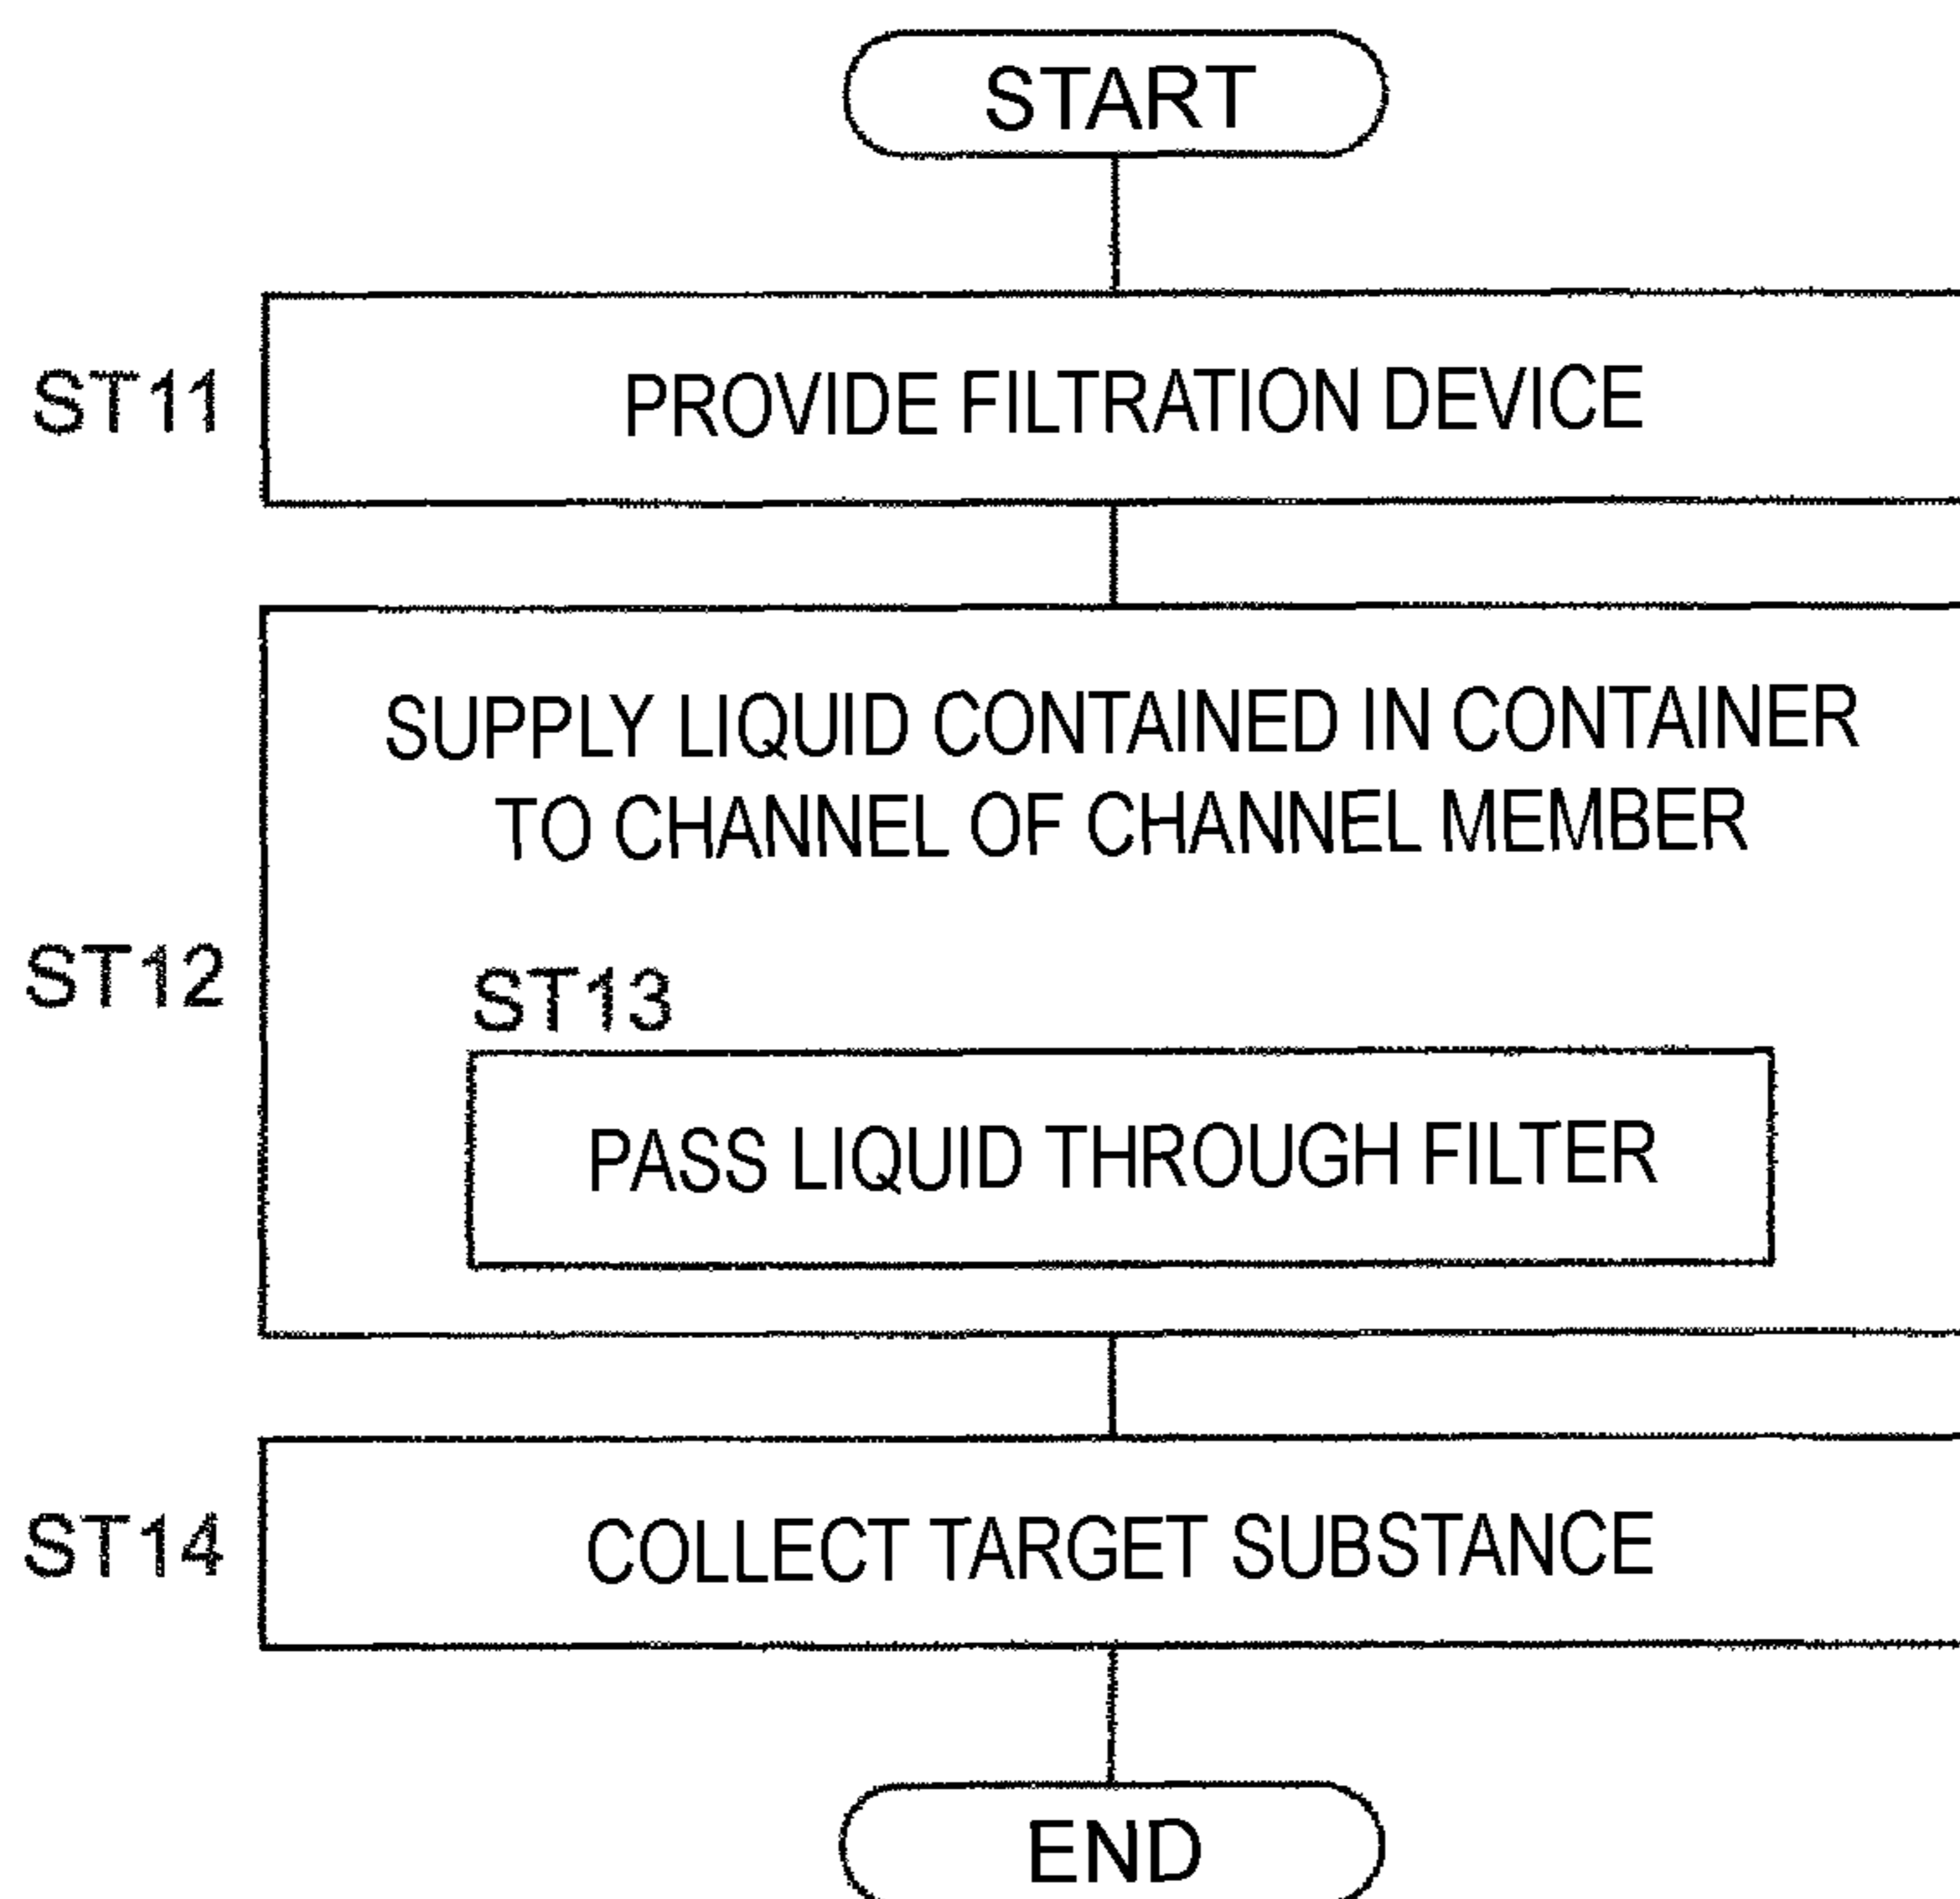 START
ST11
PROVIDE FILTRATION DEVICE
SUPPLY LIQUID CONTAINED IN CONTAINER
TO CHANNEL OF CHANNEL MEMBER
ST12
ST13
PASS LIQUID THROUGH FILTER
ST14
COLLECT TARGET SUBSTANCE
END